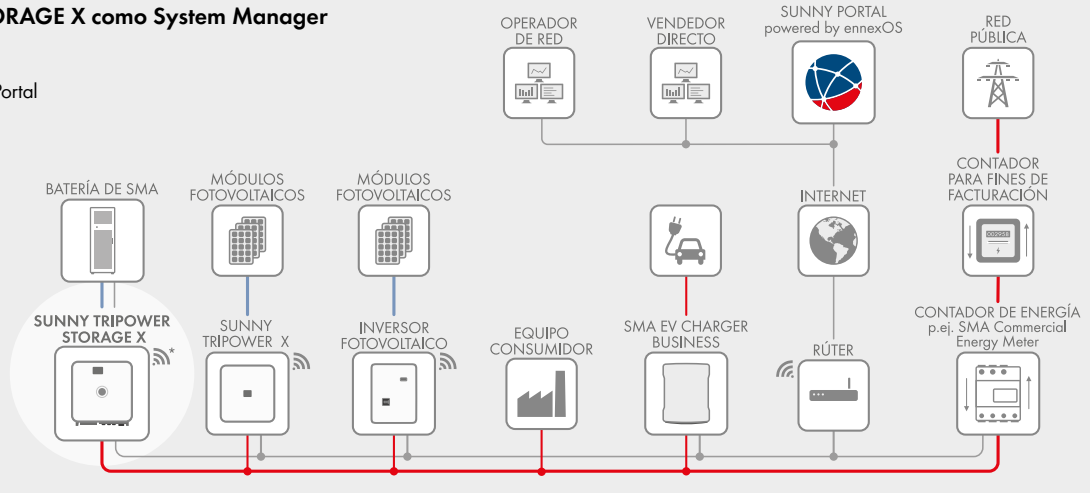 ORAGE X como System Manager
Portal
OPERADOR
DE RED
VENDEDOR
DIRECTO
SUNNY PORTAL
powered by ennexOS
RED
PÚBLICA
BATERÍA DE SMA
MÓDULOS
FOTOVOLTAICOS
MÓDULOS
FOTOVOLTAICOS
INTERNET
CONTADOR
PARA FINES DE
FACTURACIÓN
SUNNY TRIPOWER
STORAGE X
*
SUNNY
TRIPOWER X
INVERSOR
FOTOVOLTAICO
EQUIPO
CONSUMIDOR
SMA EV CHARGER
BUSINESS
RÚTER
CONTADOR DE ENERGÍA
p.ej. SMA Commercial
Energy Meter